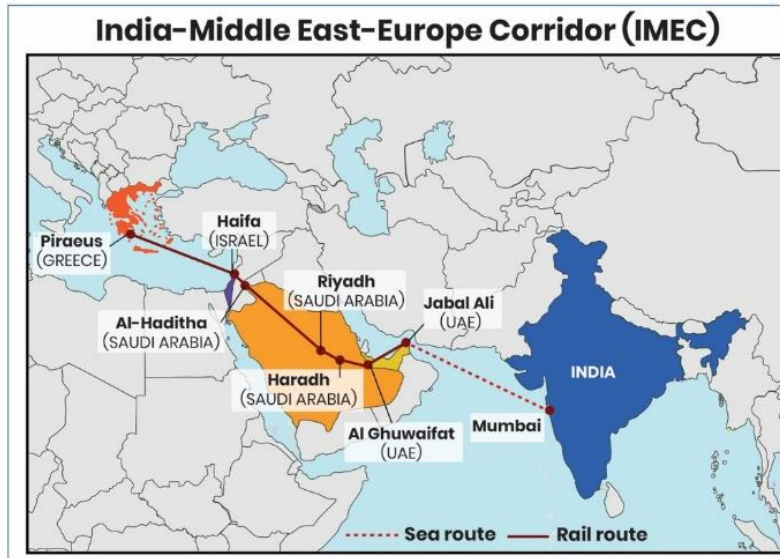 India-Middle East-Europe Corridor (IMEC)
Haifa
(ISRAEL)
Piraeus
(GREECE)
Riyadh
(SAUDI ARABIA)
Jabal Ali
(UAE)
Al-Haditha
(SAUDI ARABIA)
Haradh
(SAUDI ARABIA)
INDIA
Al Ghuwaifat
(UAE)
Mumbai
Sea route
Rail route